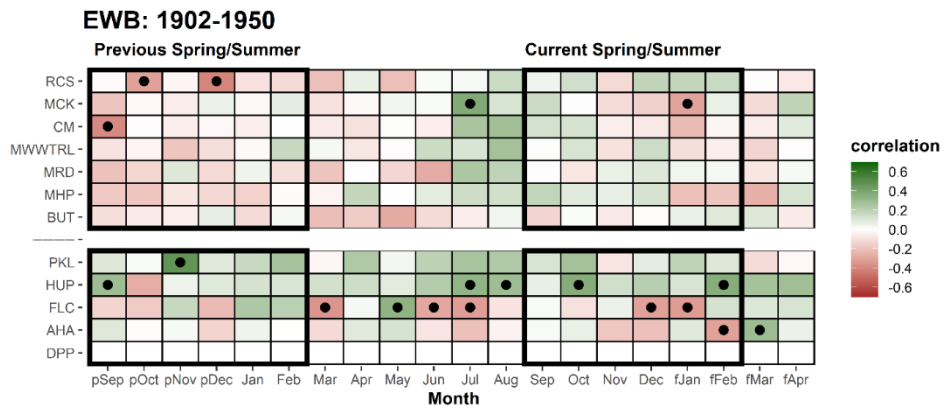 EWB: 1902-1950
Previous Spring/Summer
Current Spring/Summer
RCS
MCK
CM
MWWTRL
MRD
MHP
BUT
————
PKL
HUP
FLC
AHA
DPP
correlation
0.6
0.4
0.2
0.0
-0.2
-0.4
-0.6
pSep pOct pNov pDec Jan Feb Mar Apr May Jun Jul Aug Sep Oct Nov Dec fJan fFeb fMar fApr
Month